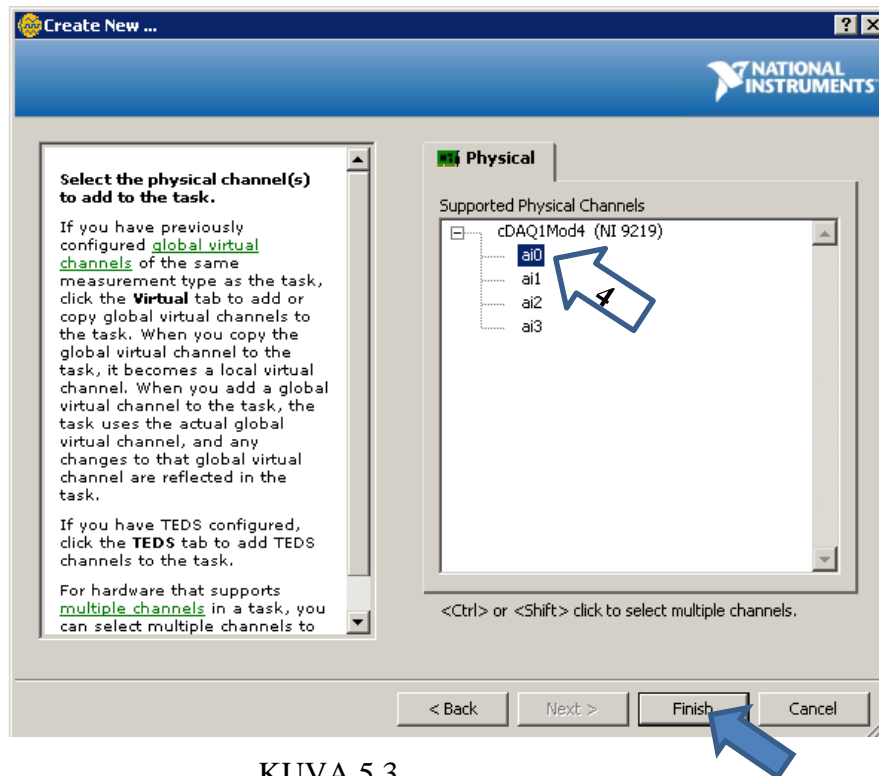 Create New ...
NATIONAL
INSTRUMENTS
Select the physical channel(s)
to add to the task.
If you have previously
configured global virtual
channels of the same
measurement type as the task,
click the Virtual tab to add or
copy global virtual channels to
the task. When you copy the
global virtual channel to the
task, it becomes a local virtual
channel. When you add a global
virtual channel to the task, the
task uses the actual global
virtual channel, and any
changes to that global virtual
channel are reflected in the
task.
If you have TEDS configured,
click the TEDS tab to add TEDS
channels to the task.
For hardware that supports
multiple channels in a task, you
can select multiple channels to
Physical
Supported Physical Channels
cDAQ1Mod4 (NI 9219)
ai0
ai1
ai2
ai3
4
<Ctrl> or <Shift> click to select multiple channels.
< Back
Next >
Finish
Cancel
KUVA 5.3